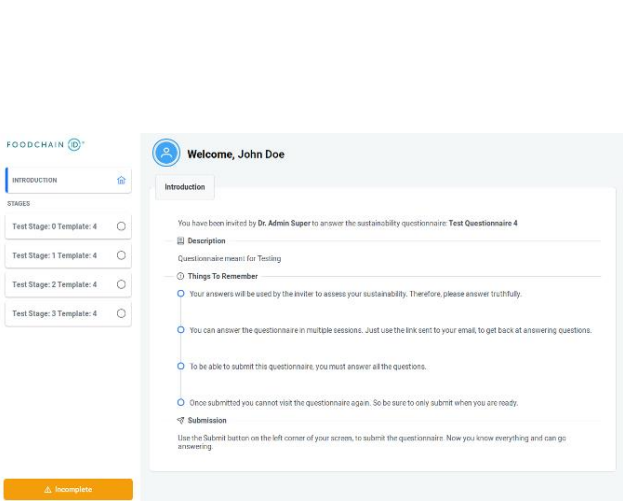 FOODCHAIN ID
Welcome, John Doe
INTRODUCTION
Introduction
STAGES
Test Stage: 0 Template: 4
Test Stage: 1 Template: 4
Test Stage: 2 Template: 4
Test Stage: 3 Template: 4
You have been invited by Dr. Admin Super to answer the sustainability questionnaire: Test Questionnaire 4
Description
Questionnaire meant for Testing
Things To Remember
Your answers will be used by the inviter to assess your sustainability. Therefore, please answer truthfully.
You can answer the questionnaire in multiple sessions. Just use the link sent to your email, to get back at answering questions.
To be able to submit this questionnaire, you must answer all the questions.
Once submitted you cannot visit the questionnaire again. So be sure to only submit when you are ready.
Submission
Use the Submit button on the left corner of your screen, to submit the questionnaire. Now you know everything and can go
answering.
Incomplete